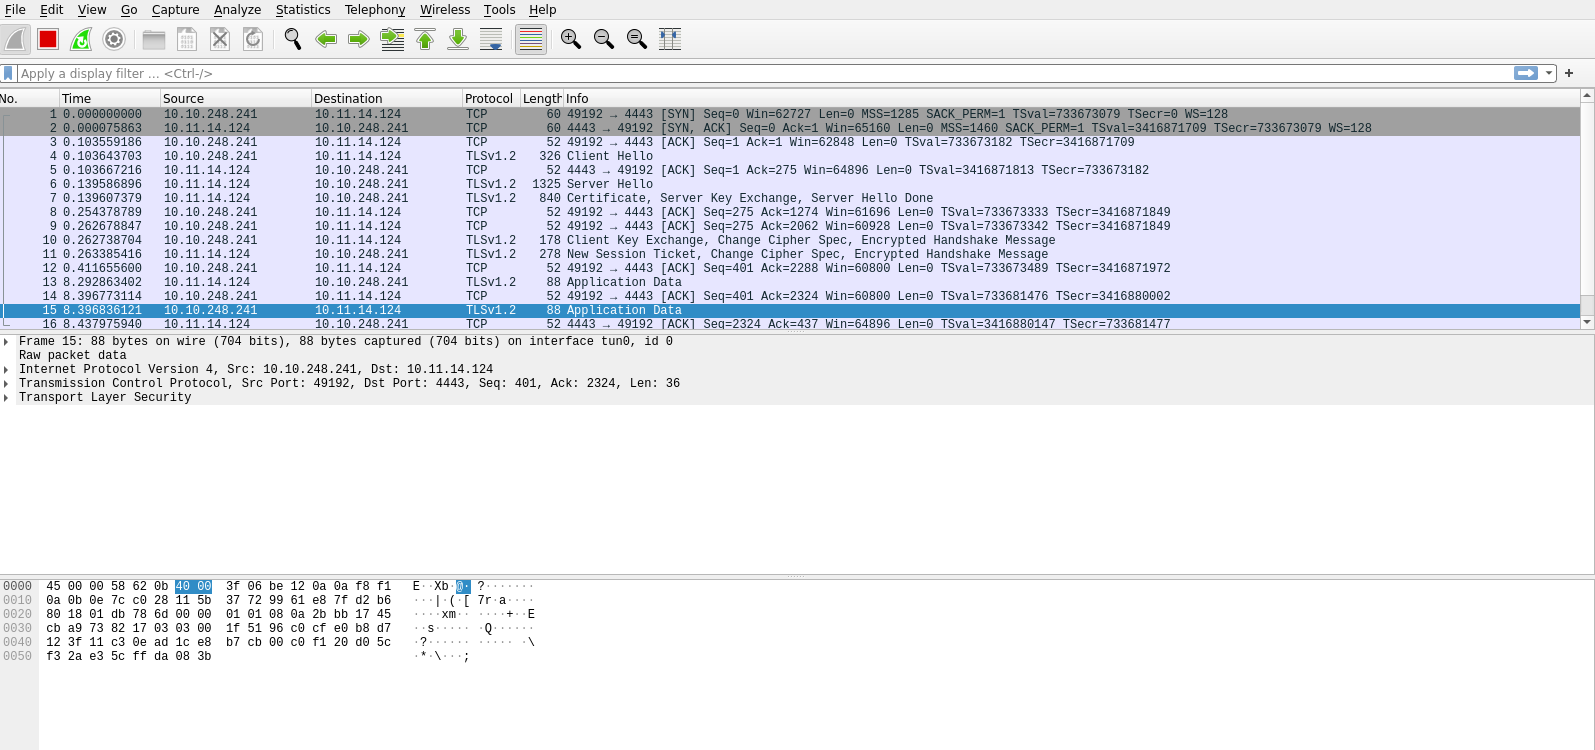 File Edit View Go Capture Analyze Statistics Telephony Wireless Tools Help
Apply a display filter ... <Ctrl-/>
No. Time Source Destination Protocol Length Info
1 0.000000000 10.10.248.241 10.11.14.124 TCP 60 49192 → 4443 [SYN] Seq=0 Win=62727 Len=0 MSS=1285 SACK_PERM=1 TSval=733673079 TSecr=0 WS=128
2 0.000075863 10.11.14.124 10.10.248.241 TCP 60 4443 → 49192 [SYN, ACK] Seq=0 Ack=1 Win=65160 Len=0 MSS=1460 SACK_PERM=1 TSval=3416871709 TSecr=733673079 WS=128
3 0.103559186 10.10.248.241 10.11.14.124 TCP 52 49192 → 4443 [ACK] Seq=1 Ack=1 Win=62848 Len=0 TSval=733673182 TSecr=3416871709
4 0.103643703 10.10.248.241 10.11.14.124 TLSv1.2 326 Client Hello
5 0.103667216 10.11.14.124 10.10.248.241 TCP 52 4443 → 49192 [ACK] Seq=1 Ack=275 Win=64896 Len=0 TSval=3416871813 TSecr=733673182
6 0.139586896 10.11.14.124 10.10.248.241 TLSv1.2 1325 Server Hello
7 0.139607379 10.11.14.124 10.10.248.241 TLSv1.2 840 Certificate, Server Key Exchange, Server Hello Done
8 0.254378789 10.10.248.241 10.11.14.124 TCP 52 49192 → 4443 [ACK] Seq=275 Ack=1274 Win=61696 Len=0 TSval=733673333 TSecr=3416871849
9 0.262678847 10.10.248.241 10.11.14.124 TCP 52 49192 → 4443 [ACK] Seq=275 Ack=2062 Win=60928 Len=0 TSval=733673342 TSecr=3416871849
10 0.262738704 10.10.248.241 10.11.14.124 TLSv1.2 178 Client Key Exchange, Change Cipher Spec, Encrypted Handshake Message
11 0.263385416 10.11.14.124 10.10.248.241 TLSv1.2 278 New Session Ticket, Change Cipher Spec, Encrypted Handshake Message
12 0.411655600 10.10.248.241 10.11.14.124 TCP 52 49192 → 4443 [ACK] Seq=401 Ack=2288 Win=60800 Len=0 TSval=733673489 TSecr=3416871972
13 8.292863402 10.11.14.124 10.10.248.241 TLSv1.2 88 Application Data
14 8.396773114 10.10.248.241 10.11.14.124 TCP 52 49192 → 4443 [ACK] Seq=401 Ack=2324 Win=60800 Len=0 TSval=733681476 TSecr=3416880002
15 8.396836121 10.10.248.241 10.11.14.124 TLSv1.2 88 Application Data
16 8.437975940 10.11.14.124 10.10.248.241 TCP 52 4443 → 49192 [ACK] Seq=2324 Ack=437 Win=64896 Len=0 TSval=3416880147 TSecr=733681477
Frame 15: 88 bytes on wire (704 bits), 88 bytes captured (704 bits) on interface tun0, id 0
Raw packet data
Internet Protocol Version 4, Src: 10.10.248.241, Dst: 10.11.14.124
Transmission Control Protocol, Src Port: 49192, Dst Port: 4443, Seq: 401, Ack: 2324, Len: 36
Transport Layer Security
0000 45 00 00 58 62 0b 40 00 3f 06 be 12 0a 0a f8 f1 E··Xb·@· ?·······
0010 0a 0b 0e 7c c0 28 11 5b 37 72 99 61 e8 7f d2 b6 ···|·(·[ 7r·a····
0020 80 18 01 db 78 6d 00 00 01 01 08 0a 2b bb 17 45 ····xm·· ····+··E
0030 cb a9 73 82 17 03 03 00 1f 51 96 c0 cf e0 b8 d7 ··s····· ·Q······
0040 12 3f 11 c3 0e ad 1c e8 b7 cb 00 c0 f1 20 d0 5c ·?······ ····· ·\
0050 f3 2a e3 5c ff da 08 3b ·*·\···;